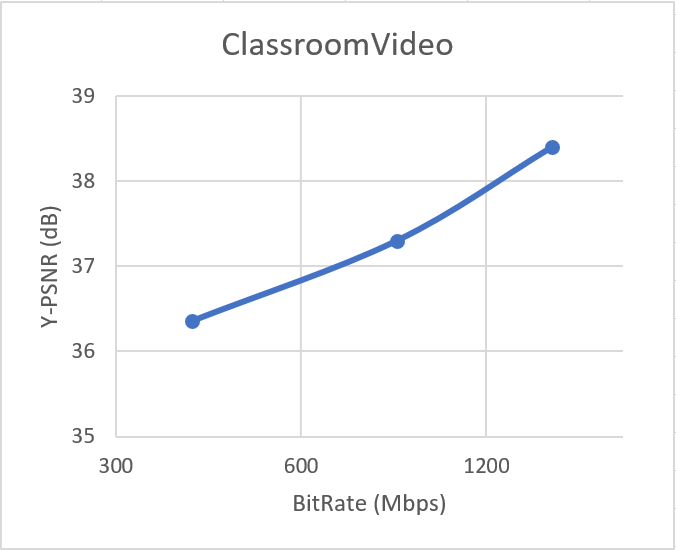 ClassroomVideo
39
38
37
36
35
Y-PSNR (dB)
300 600 1200
BitRate (Mbps)